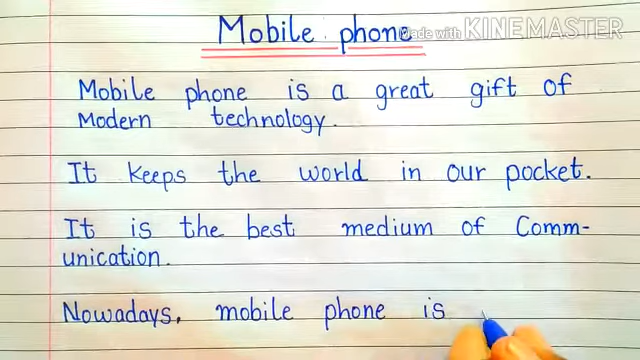 Mobile phone
Made with KINEMASTER
Mobile phone is a great gift of
Modern technology.
It keeps the world in our pocket.
It is the best medium of Comm-
unication.
Nowadays, mobile phone is